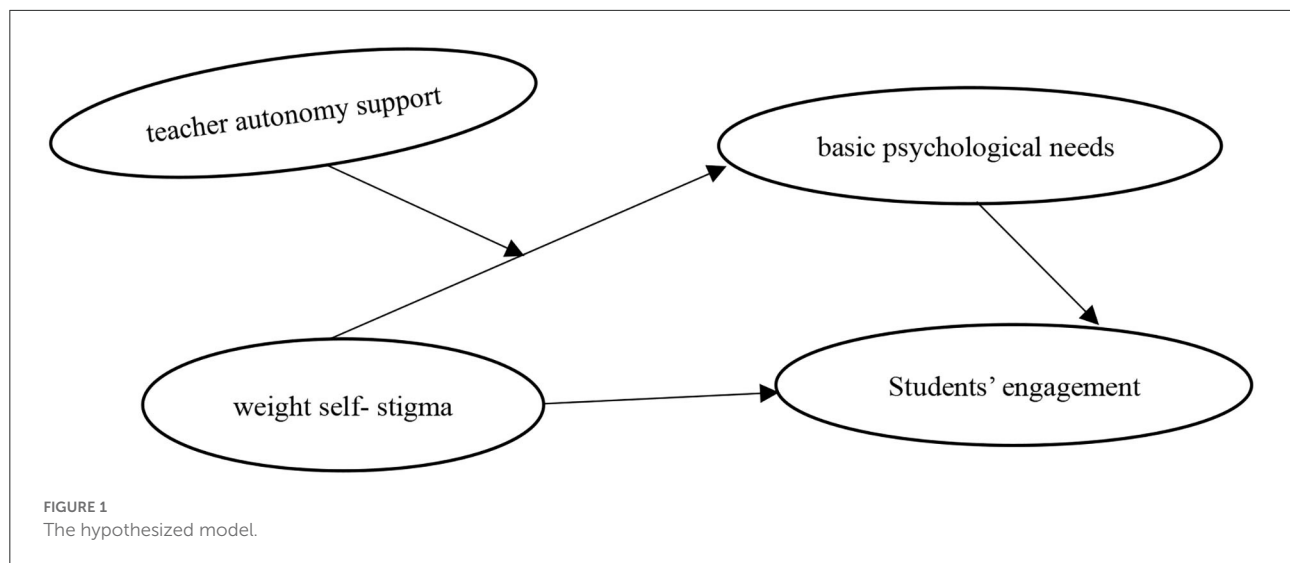 teacher autonomy support
basic psychological needs
weight self- stigma
Students’ engagement
FIGURE 1
The hypothesized model.